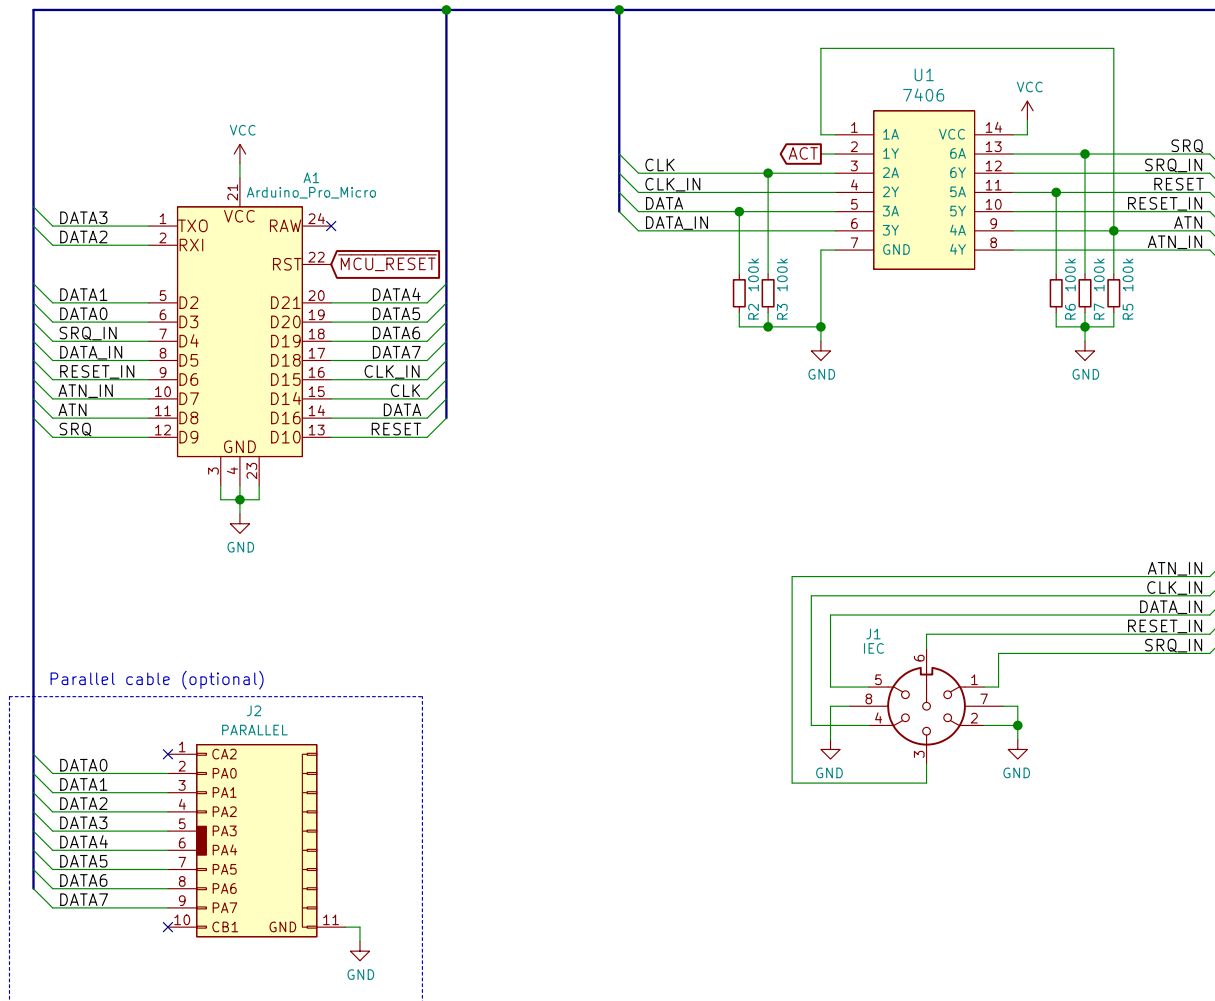 VCC
A1
Arduino_Pro_Micro
21
VCC
DATA3 1 TXO RAW 24
DATA2 2 RXI
RST 22 MCU_RESET
DATA1 5 D2 D21 20 DATA4
DATA0 6 D3 D20 19 DATA5
SRQ_IN 7 D4 D19 18 DATA6
DATA_IN 8 D5 D18 17 DATA7
RESET_IN 9 D6 D15 16 CLK_IN
ATN_IN 10 D7 D14 15 CLK
ATN 11 D8 D16 14 DATA
SRQ 12 D9 D10 13 RESET
GND
3 4 23
GND
U1
7406
VCC
1 1A VCC 14
ACT 2 1Y 6A 13 SRQ
CLK 3 2A 6Y 12 SRQ_IN
CLK_IN 4 2Y 5A 11 RESET
DATA 5 3A 5Y 10 RESET_IN
DATA_IN 6 3Y 4A 9 ATN
7 GND 4Y 8 ATN_IN
R2 100k
R3 100k
R6 100k
R7 100k
R5 100k
GND
GND
ATN_IN
CLK_IN
DATA_IN
RESET_IN
SRQ_IN
J1
IEC
6
5 1
8 7
4 2
3
GND
GND
Parallel cable (optional)
J2
PARALLEL
1 CA2
DATA0 2 PA0
DATA1 3 PA1
DATA2 4 PA2
DATA3 5 PA3
DATA4 6 PA4
DATA5 7 PA5
DATA6 8 PA6
DATA7 9 PA7
10 CB1 GND 11
GND